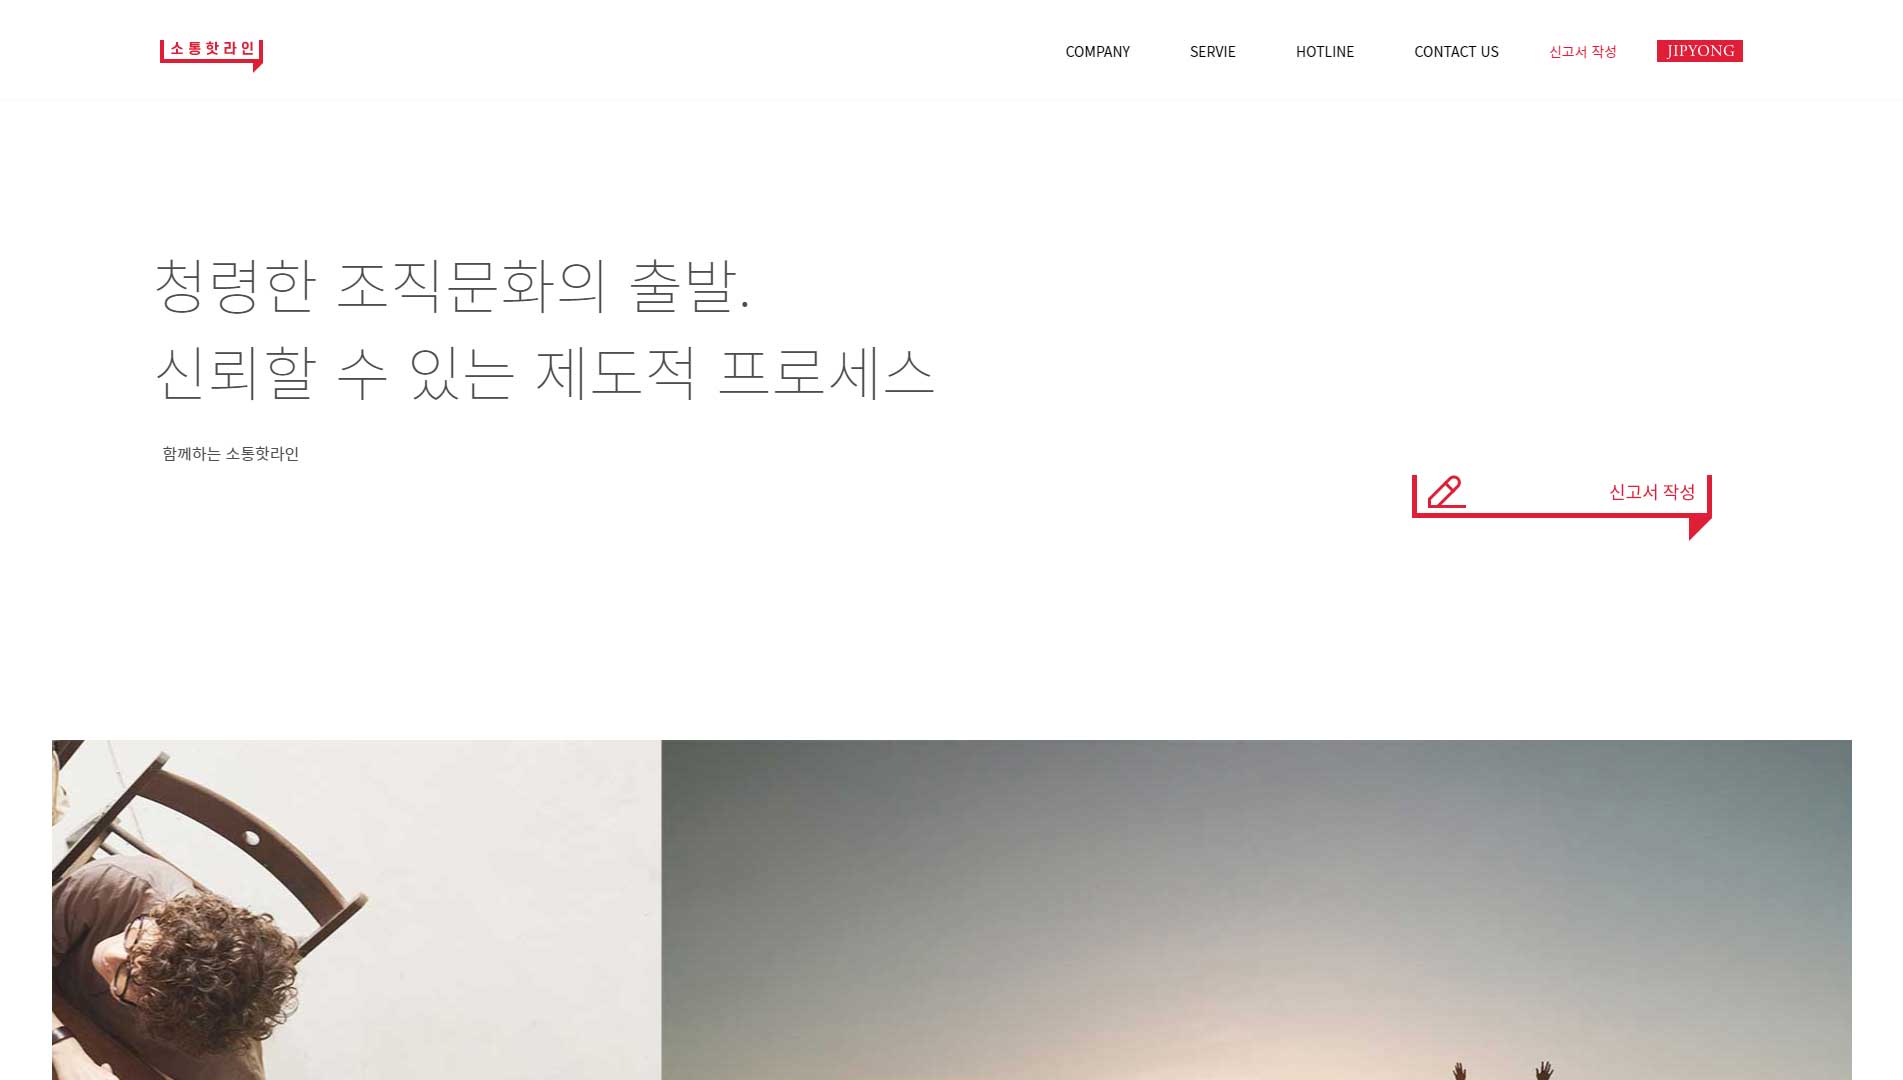 소통핫라인
COMPANY
SERVIE
HOTLINE
CONTACT US
신고서 작성
JIPYONG
청령한 조직문화의 출발.
신뢰할 수 있는 제도적 프로세스
함께하는 소통핫라인
신고서 작성